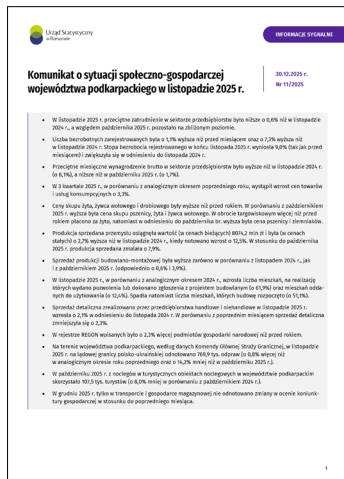 Urząd Statystyczny
w Rzeszowie
INFORMACJE SYGNALNE
Komunikat o sytuacji społeczno-gospodarczej
województwa podkarpackiego w listopadzie 2025 r.
30.12.2025 r.
Nr 11/2025
• W listopadzie 2025 r. przeciętne zatrudnienie w sektorze przedsiębiorstw było niższe o 0,6% niż w listopadzie
2024 r., a względem października 2025 r. pozostało na zbliżonym poziomie.
• Liczba bezrobotnych zarejestrowanych była o 1,1% wyższa niż przed miesiącem oraz o 7,3% wyższa niż
w listopadzie 2024 r. Stopa bezrobocia rejestrowanego w końcu listopada 2025 r. wyniosła 9,0% (tak jak przed
miesiącem) i zwiększyła się w odniesieniu do listopada 2024 r.
• Przeciętne miesięczne wynagrodzenie brutto w sektorze przedsiębiorstw było wyższe niż w listopadzie 2024 r.
(o 8,1%), a niższe niż w październiku 2025 r. (o 1,7%).
• W 3 kwartale 2025 r., w porównaniu z analogicznym okresem poprzedniego roku, wystąpił wzrost cen towarów
i usług konsumpcyjnych o 3,3%.
• Ceny skupu żyta, żywca wołowego i drobiowego były wyższe niż przed rokiem. W porównaniu z październikiem
2025 r. wyższa była cena skupu pszenicy, żyta i żywca wołowego. W obrocie targowiskowym więcej niż przed
rokiem płacono za żyto, natomiast w odniesieniu do października br. wyższa była cena pszenicy i ziemniaków.
• Produkcja sprzedana przemysłu osiągnęła wartość (w cenach bieżących) 8074,2 mln zł i była (w cenach
stałych) o 2,7% wyższa niż w listopadzie 2024 r., kiedy notowano wzrost o 12,5%. W stosunku do października
2025 r. produkcja sprzedana zmalała o 7,9%.
• Sprzedaż produkcji budowlano-montażowej była wyższa zarówno w porównaniu z listopadem 2024 r., jak
i z październikiem 2025 r. (odpowiednio o 0,6% i 3,9%).
• W listopadzie 2025 r., w porównaniu z analogicznym okresem 2024 r., wzrosła liczba mieszkań, na realizację
których wydano pozwolenia lub dokonano zgłoszenia z projektem budowlanym (o 61,9%) oraz mieszkań odda-
nych do użytkowania (o 12,4%). Spadła natomiast liczba mieszkań, których budowę rozpoczęto (o 51,1%).
• Sprzedaż detaliczna zrealizowana przez przedsiębiorstwa handlowe i niehandlowe w listopadzie 2025 r.
wzrosła o 2,1% w odniesieniu do listopada 2024 r. W porównaniu z poprzednim miesiącem sprzedaż detaliczna
zmniejszyła się o 2,3%.
• W rejestrze REGON wpisanych było o 2,3% więcej podmiotów gospodarki narodowej niż przed rokiem.
• Na terenie województwa podkarpackiego, według danych Komendy Głównej Straży Granicznej, w listopadzie
2025 r. na lądowej granicy polsko-ukraińskiej odnotowano 769,9 tys. odpraw (o 0,8% więcej niż
w analogicznym okresie roku poprzedniego oraz o 14,2% mniej niż w październiku 2025 r.).
• W październiku 2025 r. z noclegów w turystycznych obiektach noclegowych w województwie podkarpackim
skorzystało 107,5 tys. turystów (o 8,0% mniej w porównaniu z październikiem 2024 r.).
• W grudniu 2025 r. tylko w transporcie i gospodarce magazynowej nie odnotowano zmiany w ocenie koniunk-
tury gospodarczej w stosunku do poprzedniego miesiąca.
1